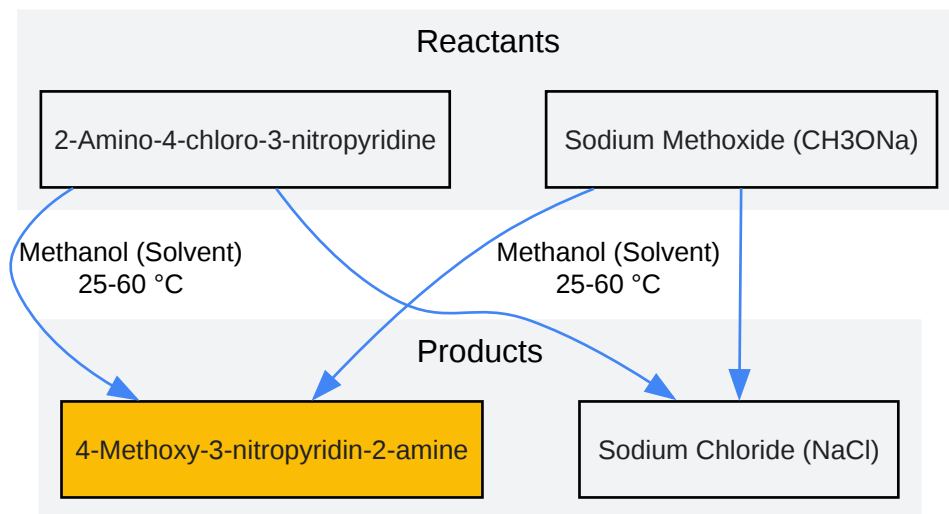 Reactants
2-Amino-4-chloro-3-nitropyridine
Sodium Methoxide (CH3ONa)
Methanol (Solvent)
25-60 °C
Methanol (Solvent)
25-60 °C
Products
4-Methoxy-3-nitropyridin-2-amine
Sodium Chloride (NaCl)